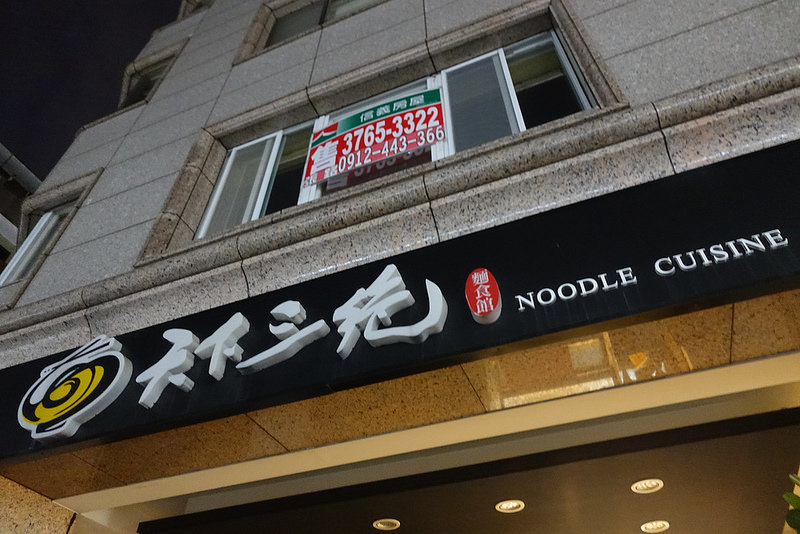 信義房屋
售 3765-3322
0912-443-366
天下三絕
麵食館
NOODLE CUISINE